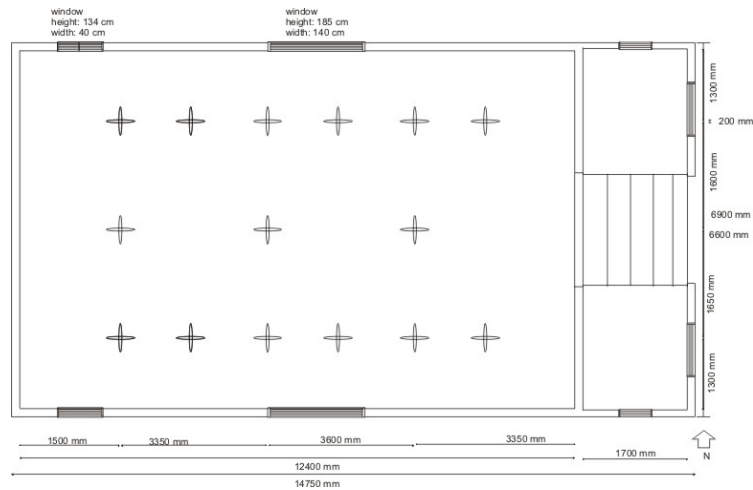 window
height: 134 cm
width: 40 cm
window
height: 185 cm
width: 140 cm
1300 mm
200 mm
1600 mm
6900 mm
6600 mm
1650 mm
1300 mm
1500 mm
3350 mm
3600 mm
3350 mm
1700 mm
N
12400 mm
14750 mm